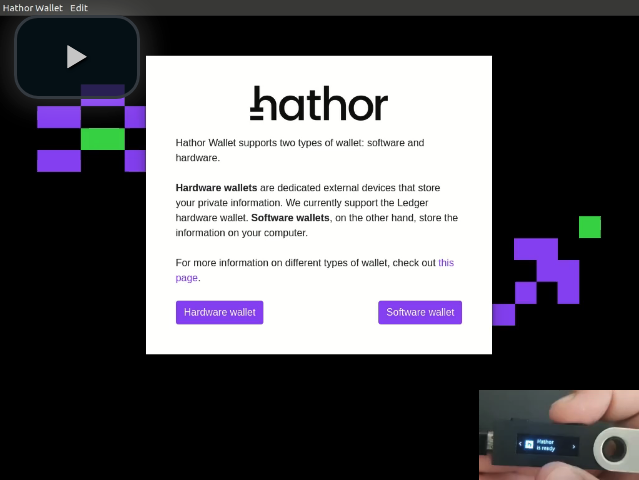 Hathor Wallet Edit
hathor
Hathor Wallet supports two types of wallet: software and
hardware.
Hardware wallets are dedicated external devices that store
your private information. We currently support the Ledger
hardware wallet. Software wallets, on the other hand, store the
information on your computer.
For more information on different types of wallet, check out this
page.
Hardware wallet Software wallet
Hathor
is ready